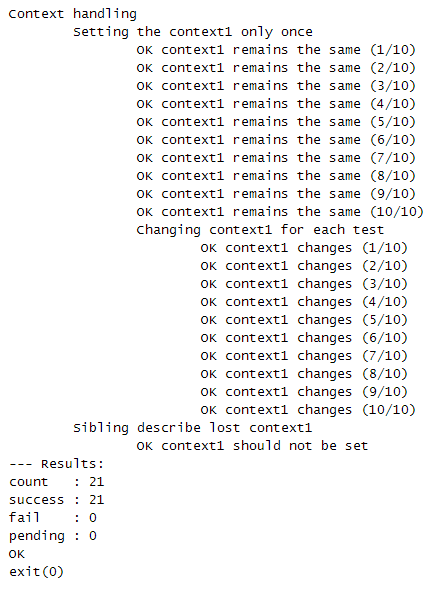 Context handling
Setting the context1 only once
OK context1 remains the same (1/10)
OK context1 remains the same (2/10)
OK context1 remains the same (3/10)
OK context1 remains the same (4/10)
OK context1 remains the same (5/10)
OK context1 remains the same (6/10)
OK context1 remains the same (7/10)
OK context1 remains the same (8/10)
OK context1 remains the same (9/10)
OK context1 remains the same (10/10)
Changing context1 for each test
OK context1 changes (1/10)
OK context1 changes (2/10)
OK context1 changes (3/10)
OK context1 changes (4/10)
OK context1 changes (5/10)
OK context1 changes (6/10)
OK context1 changes (7/10)
OK context1 changes (8/10)
OK context1 changes (9/10)
OK context1 changes (10/10)
Sibling describe lost context1
OK context1 should not be set
--- Results:
count   : 21
success : 21
fail    : 0
pending : 0
OK
exit(0)